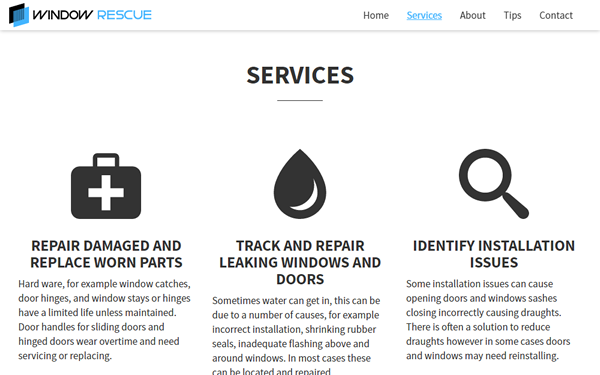 WINDOW RESCUE
Home Services About Tips Contact
SERVICES
REPAIR DAMAGED AND
REPLACE WORN PARTS
Hard ware, for example window catches,
door hinges, and window stays or hinges
have a limited life unless maintained.
Door handles for sliding doors and
hinged doors wear overtime and need
servicing or replacing.
TRACK AND REPAIR
LEAKING WINDOWS AND
DOORS
Sometimes water can get in, this can be
due to a number of causes, for example
incorrect installation, shrinking rubber
seals, inadequate flashing above and
around windows. In most cases these
can be located and repaired
IDENTIFY INSTALLATION
ISSUES
Some installation issues can cause
opening doors and windows sashes
closing incorrectly causing draughts.
There is often a solution to reduce
draughts however in some cases doors
and windows may need reinstalling.